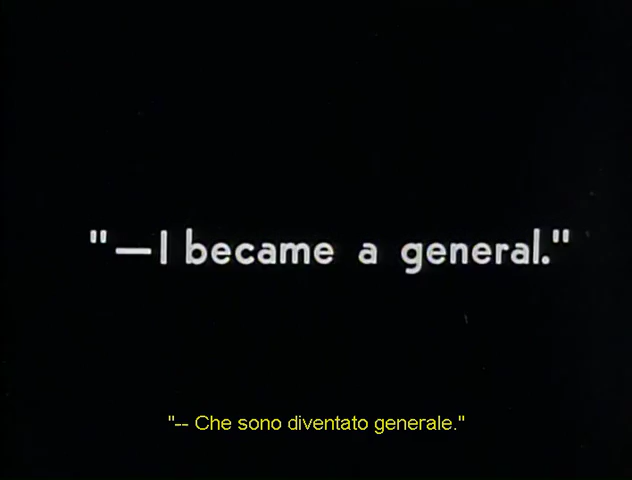 "—I became a general."
"-- Che sono diventato generale."